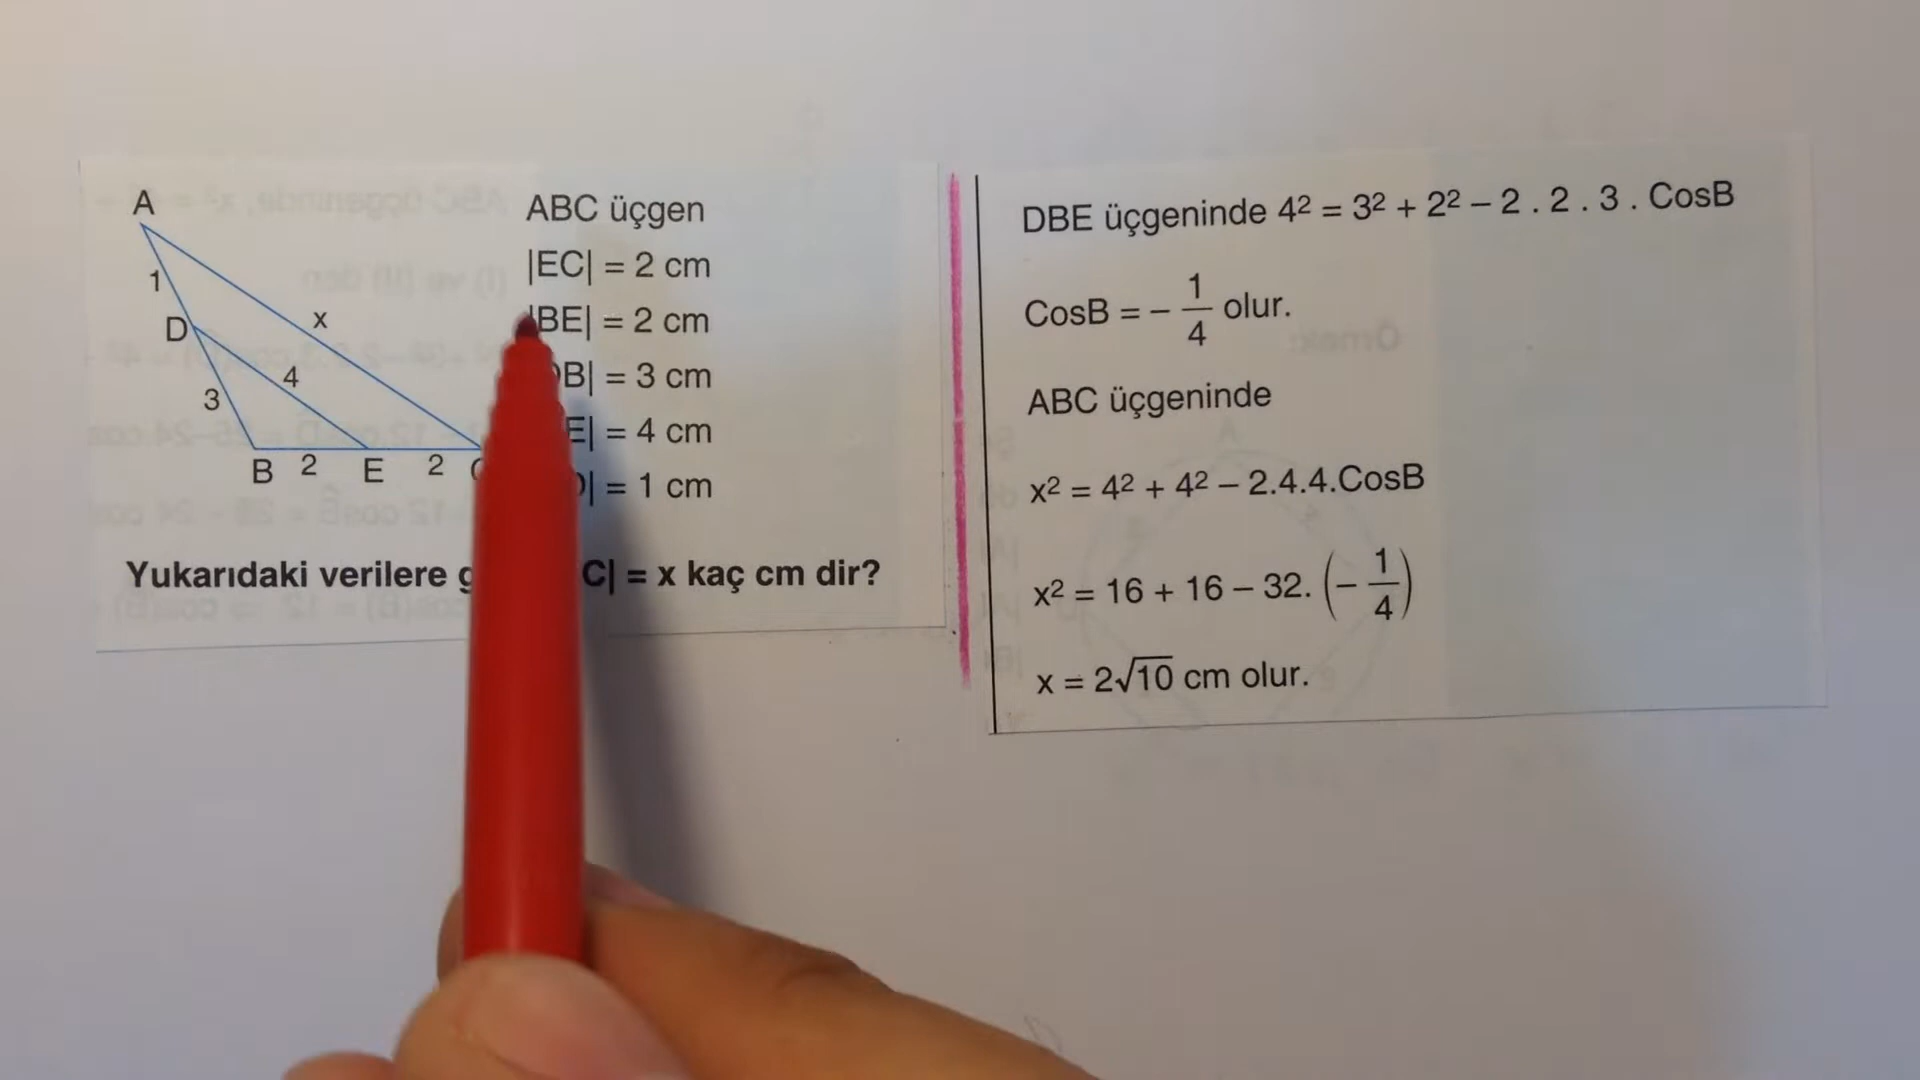 A
1
D
x
4
3
B
2
E
2
ABC üçgen
|EC| = 2 cm
|BE| = 2 cm
B| = 3 cm
E| = 4 cm
| = 1 cm
Yukarıdaki verilere C| = x kaç cm dir?
DBE üçgeninde 4² = 3² + 2² – 2 . 2 . 3 . CosB
CosB = – 1/4 olur.
ABC üçgeninde
x² = 4² + 4² – 2.4.4.CosB
x² = 16 + 16 – 32. (– 1/4)
x = 2√10 cm olur.